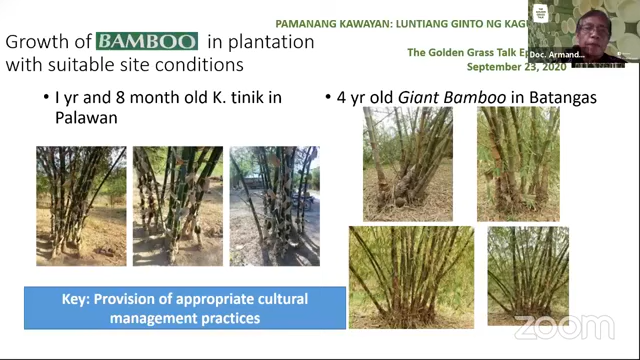 PAMANANG KAWAYAN: LUNTIANG GINTO NG
Growth of BAMBOO in plantation
with suitable site conditions
The Golden Grass Talk
September 23, 2020
Doc. Armand...
• I yr and 8 month old K. tinik in
Palawan
• 4 yr old Giant Bamboo in Batangas
Key: Provision of appropriate cultural
management practices
zoom